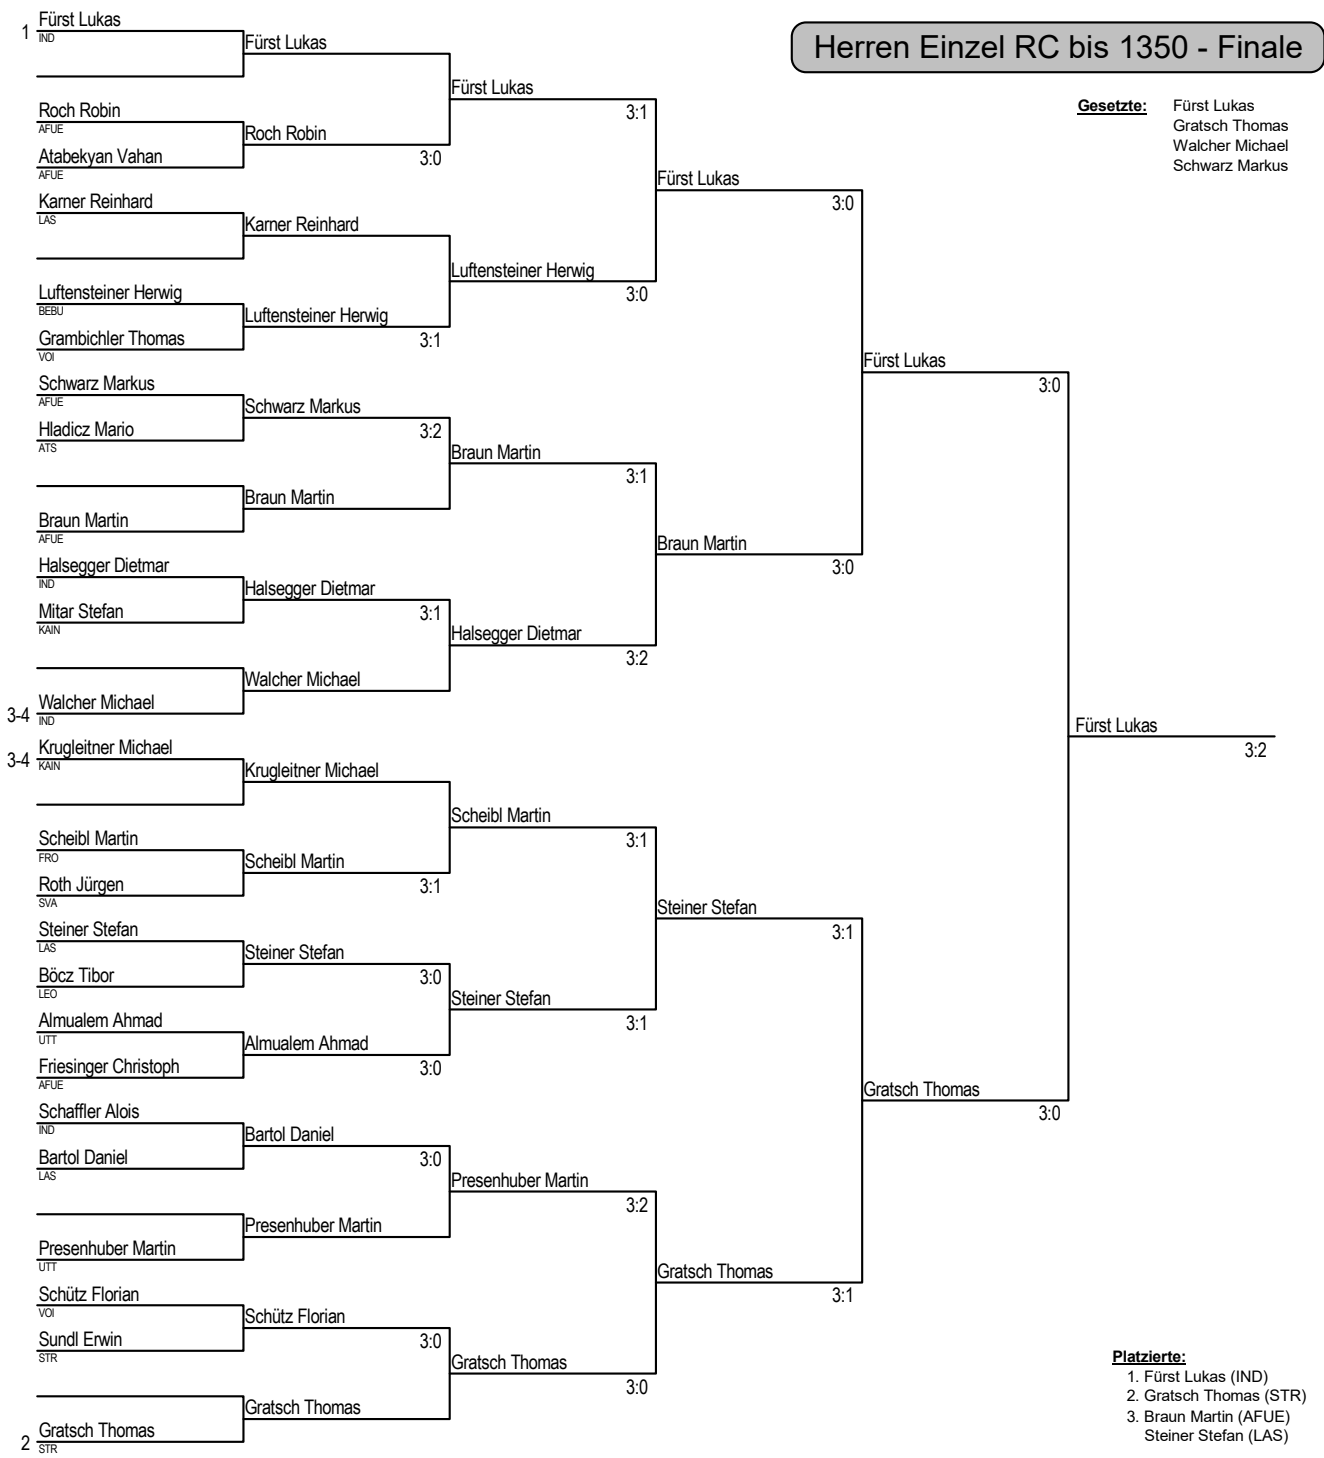 Herren Einzel RC bis 1350 - Finale
Gesetzte: Fürst Lukas
Gratsch Thomas
Walcher Michael
Schwarz Markus
1 Fürst Lukas
IND
Roch Robin
AFUE
Atabekyan Vahan
AFUE
Karner Reinhard
LAS
Luftensteiner Herwig
BEBU
Grambichler Thomas
VOI
Schwarz Markus
AFUE
Hladicz Mario
ATS
Braun Martin
AFUE
Halsegger Dietmar
IND
Mitar Stefan
KAIN
3-4 Walcher Michael
IND
3-4 Krugleitner Michael
KAIN
Scheibl Martin
FRO
Roth Jürgen
SVA
Steiner Stefan
LAS
Böcz Tibor
LEO
Almualem Ahmad
UTT
Friesinger Christoph
AFUE
Schaffler Alois
IND
Bartol Daniel
LAS
Presenhuber Martin
UTT
Schütz Florian
VOI
Sundl Erwin
STR
2 Gratsch Thomas
STR
Fürst Lukas
Roch Robin
3:0
Karner Reinhard
Luftensteiner Herwig
3:1
Schwarz Markus
3:2
Braun Martin
Halsegger Dietmar
3:1
Walcher Michael
Krugleitner Michael
Scheibl Martin
3:1
Steiner Stefan
3:0
Almualem Ahmad
3:0
Bartol Daniel
3:0
Presenhuber Martin
Schütz Florian
3:0
Gratsch Thomas
Fürst Lukas
3:1
Luftensteiner Herwig
3:0
Braun Martin
3:1
Halsegger Dietmar
3:2
Scheibl Martin
3:1
Steiner Stefan
3:1
Presenhuber Martin
3:2
Gratsch Thomas
3:0
Fürst Lukas
3:0
Braun Martin
3:0
Steiner Stefan
3:1
Gratsch Thomas
3:1
Fürst Lukas
3:0
Gratsch Thomas
3:0
Fürst Lukas
3:2
Platzierte:
1. Fürst Lukas (IND)
2. Gratsch Thomas (STR)
3. Braun Martin (AFUE)
Steiner Stefan (LAS)